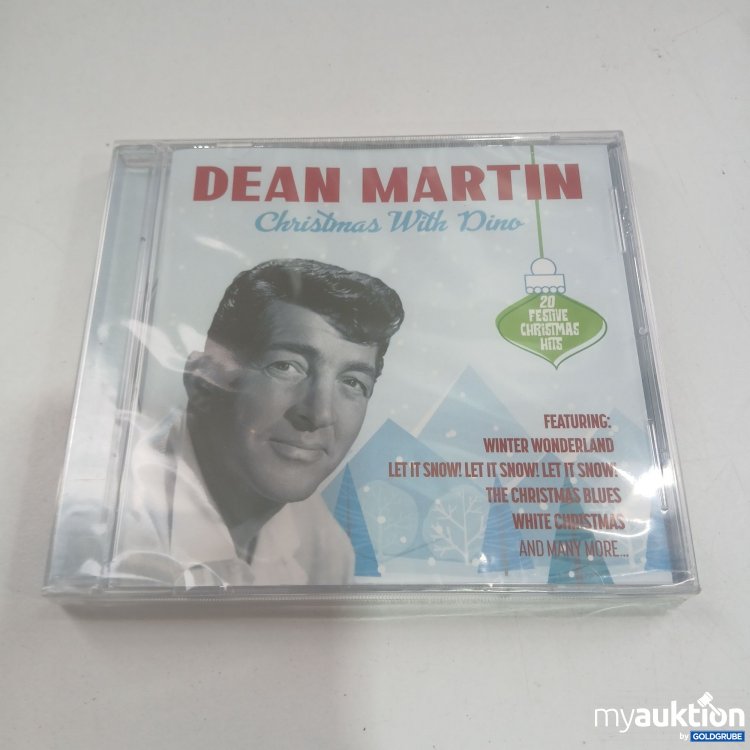 DEAN MARTIN
Christmas With Dino
20
FESTIVE
CHRISTMAS
HITS
FEATURING:
WINTER WONDERLAND
LET IT SNOW! LET IT SNOW! LET IT SNOW!
THE CHRISTMAS BLUES
WHITE CHRISTMAS
AND MANY MORE...
myauktion
by GOLDGRUBE